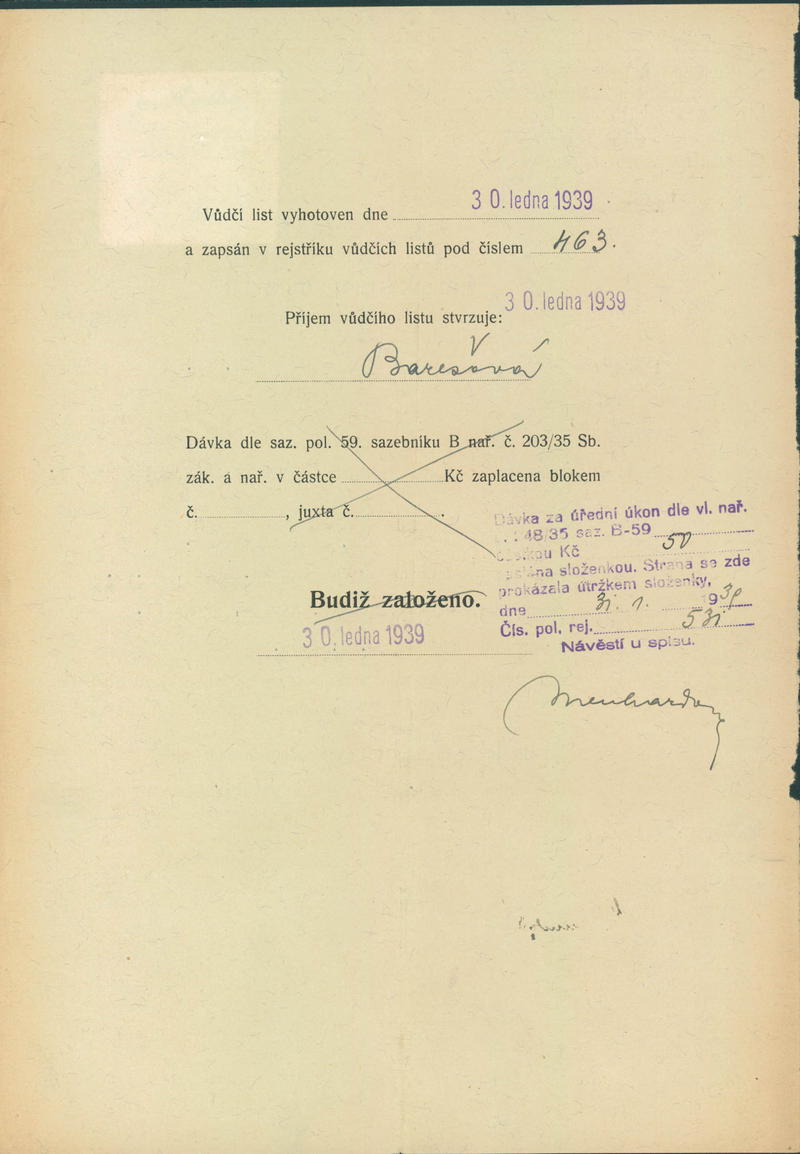 Vůdčí list vyhotoven dne 30. ledna 1939
a zapsán v rejstříku vůdčích listů pod číslem 463.
30. ledna 1939
Příjem vůdčího listu stvrzuje:
Barešová
Dávka dle saz. pol. 59. sazebníku B nař. č. 203/35 Sb.
zák. a nař. v částce Kč zaplacena blokem
č. , juxta č. .
Dávka za úřední úkon dle vl. nař.
48/35 saz. B-59
Kč 50
složenkou. Strana se zde
prokázala útržkem složenky,
dne 31. 1. 939
Čís. pol. rej. 531
Návěstí u spisu.
Budiž založeno.
30. ledna 1939